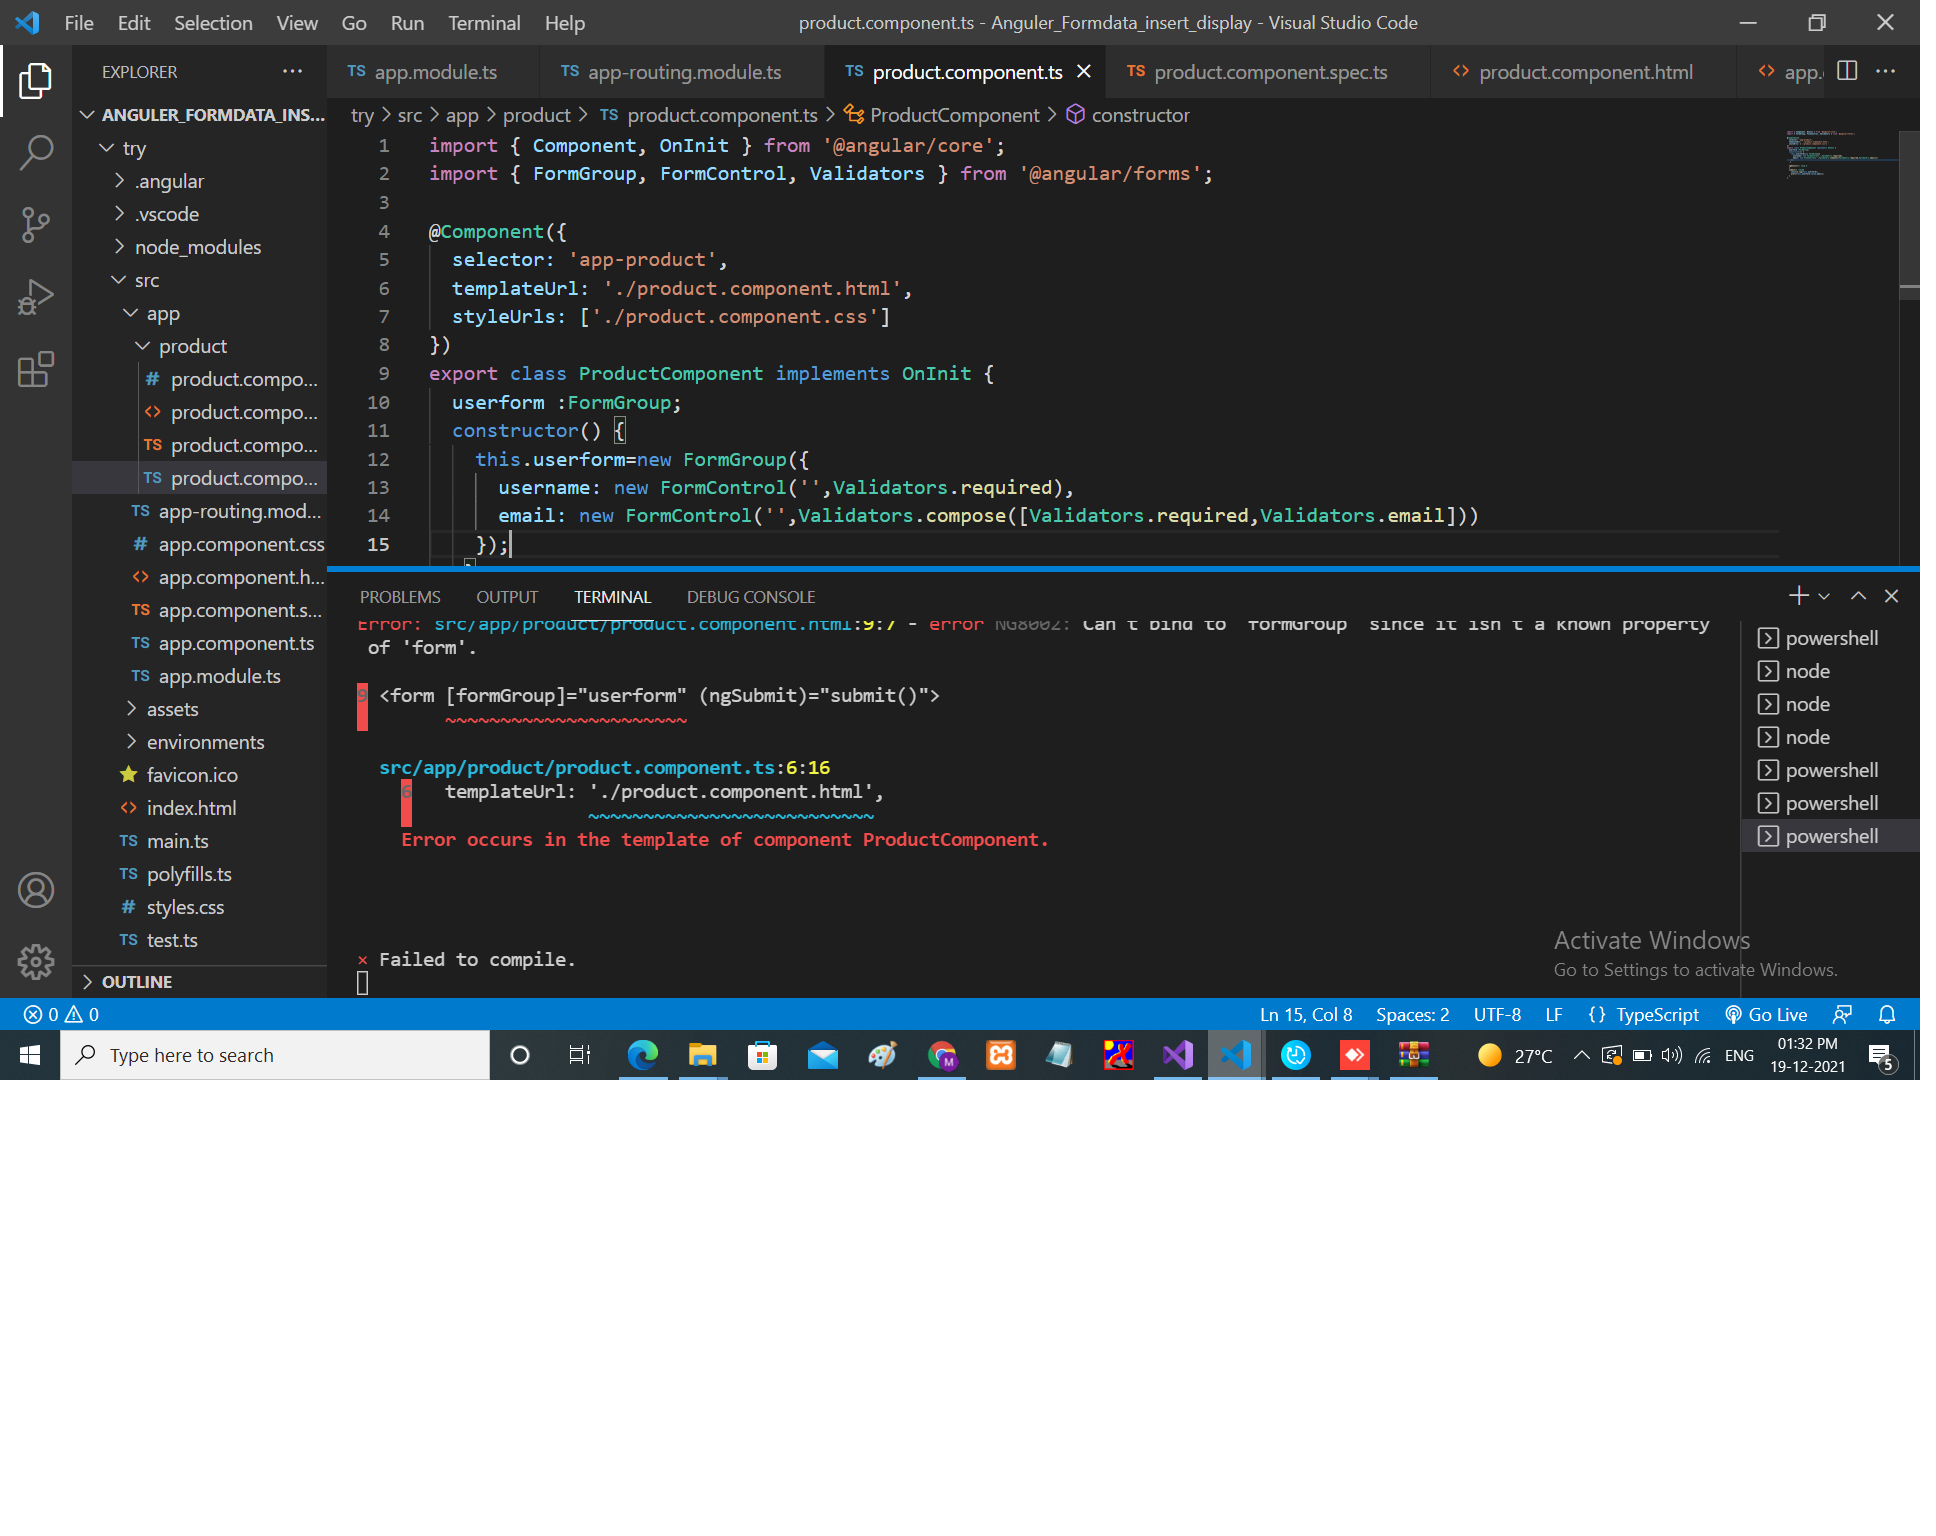 File Edit Selection View Go Run Terminal Help
product.component.ts - Anguler_Formdata_insert_display - Visual Studio Code
EXPLORER ···
TS app.module.ts
TS app-routing.module.ts
TS product.component.ts
TS product.component.spec.ts
<> product.component.html
<> app.
try > src > app > product > TS product.component.ts > ProductComponent > constructor
ANGULER_FORMDATA_INS...
try
.angular
.vscode
node_modules
src
app
product
# product.compo...
<> product.compo...
TS product.compo...
TS product.compo...
TS app-routing.mod...
# app.component.css
<> app.component.h...
TS app.component.s...
TS app.component.ts
TS app.module.ts
assets
environments
favicon.ico
<> index.html
TS main.ts
TS polyfills.ts
# styles.css
TS test.ts
OUTLINE
1 import { Component, OnInit } from '@angular/core';
2 import { FormGroup, FormControl, Validators } from '@angular/forms';
3
4 @Component({
5 selector: 'app-product',
6 templateUrl: './product.component.html',
7 styleUrls: ['./product.component.css']
8 })
9 export class ProductComponent implements OnInit {
10 userform :FormGroup;
11 constructor() {
12 this.userform=new FormGroup({
13 username: new FormControl('',Validators.required),
14 email: new FormControl('',Validators.compose([Validators.required,Validators.email]))
15 });
PROBLEMS OUTPUT TERMINAL DEBUG CONSOLE
Error: src/app/product/product.component.html:9:7 - error NG8002: Can't bind to 'formGroup' since it isn't a known property
of 'form'.
9 <form [formGroup]="userform" (ngSubmit)="submit()">
~~~~~~~~~~~~~~~~~~~~~~
src/app/product/product.component.ts:6:16
6 templateUrl: './product.component.html',
~~~~~~~~~~~~~~~~~~~~~~~~~~
Error occurs in the template of component ProductComponent.
× Failed to compile.
powershell
node
node
node
powershell
powershell
powershell
Activate Windows
Go to Settings to activate Windows.
0 0
Ln 15, Col 8 Spaces: 2 UTF-8 LF {} TypeScript Go Live
Type here to search
M
27°C
ENG
01:32 PM
19-12-2021
5